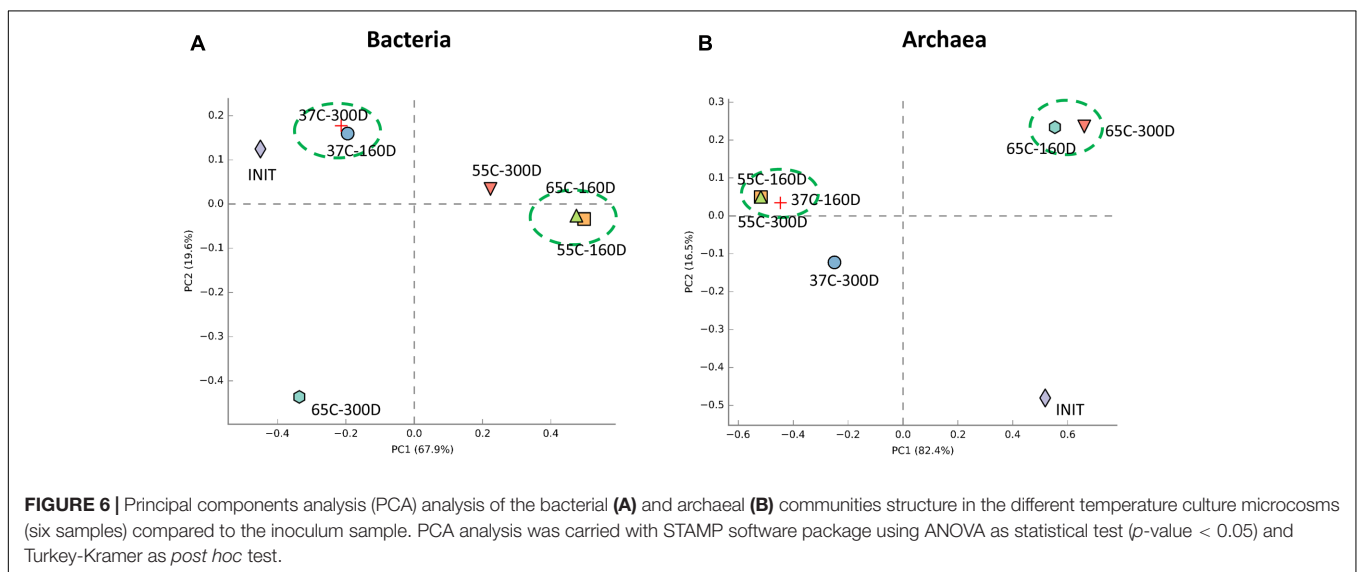 A
Bacteria
0.2
0.1
0.0
−0.1
−0.2
−0.3
−0.4
PC2 (19.6%)
37C-300D
37C-160D
INIT
55C-300D
65C-160D
55C-160D
65C-300D
−0.4
−0.2
0.0
0.2
0.4
PC1 (67.9%)
B
Archaea
0.3
0.2
0.1
0.0
−0.1
−0.2
−0.3
−0.4
−0.5
PC2 (16.5%)
65C-300D
65C-160D
55C-160D
37C-160D
55C-300D
37C-300D
INIT
−0.6
−0.4
−0.2
0.0
0.2
0.4
0.6
PC1 (82.4%)
FIGURE 6 | Principal components analysis (PCA) analysis of the bacterial (A) and archaeal (B) communities structure in the different temperature culture microcosms
(six samples) compared to the inoculum sample. PCA analysis was carried with STAMP software package using ANOVA as statistical test (p-value < 0.05) and
Turkey-Kramer as post hoc test.